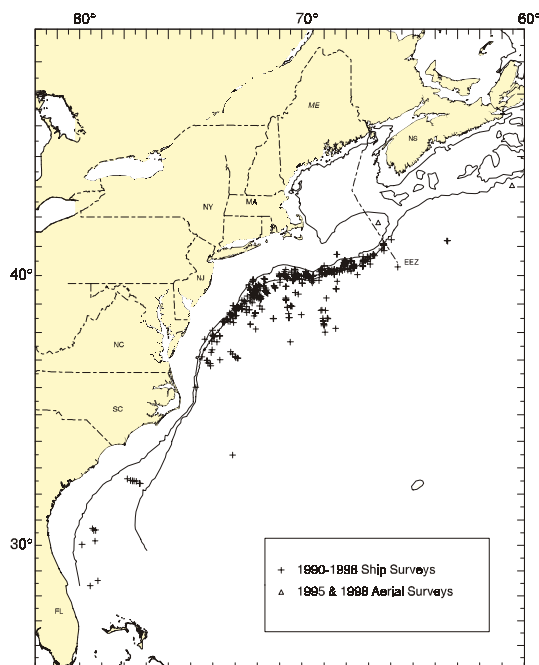 80° 70° 60°
ME
NS
NY MA
EEZ
40°
NJ
NC
SC
30°
1990-1998 Ship Surveys
1995 & 1998 Aerial Surveys
FL